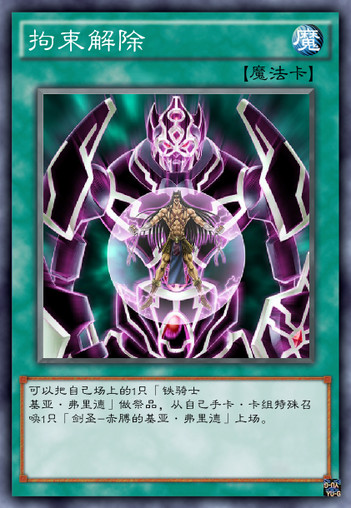 拘束解除
魔
【魔法卡】
可以把自己场上的1只「铁骑士
基亚·弗里德」做祭品，从自己手卡·卡组特殊召
唤1只「剑圣-赤膊的基亚·弗里德」上场。
YU-G